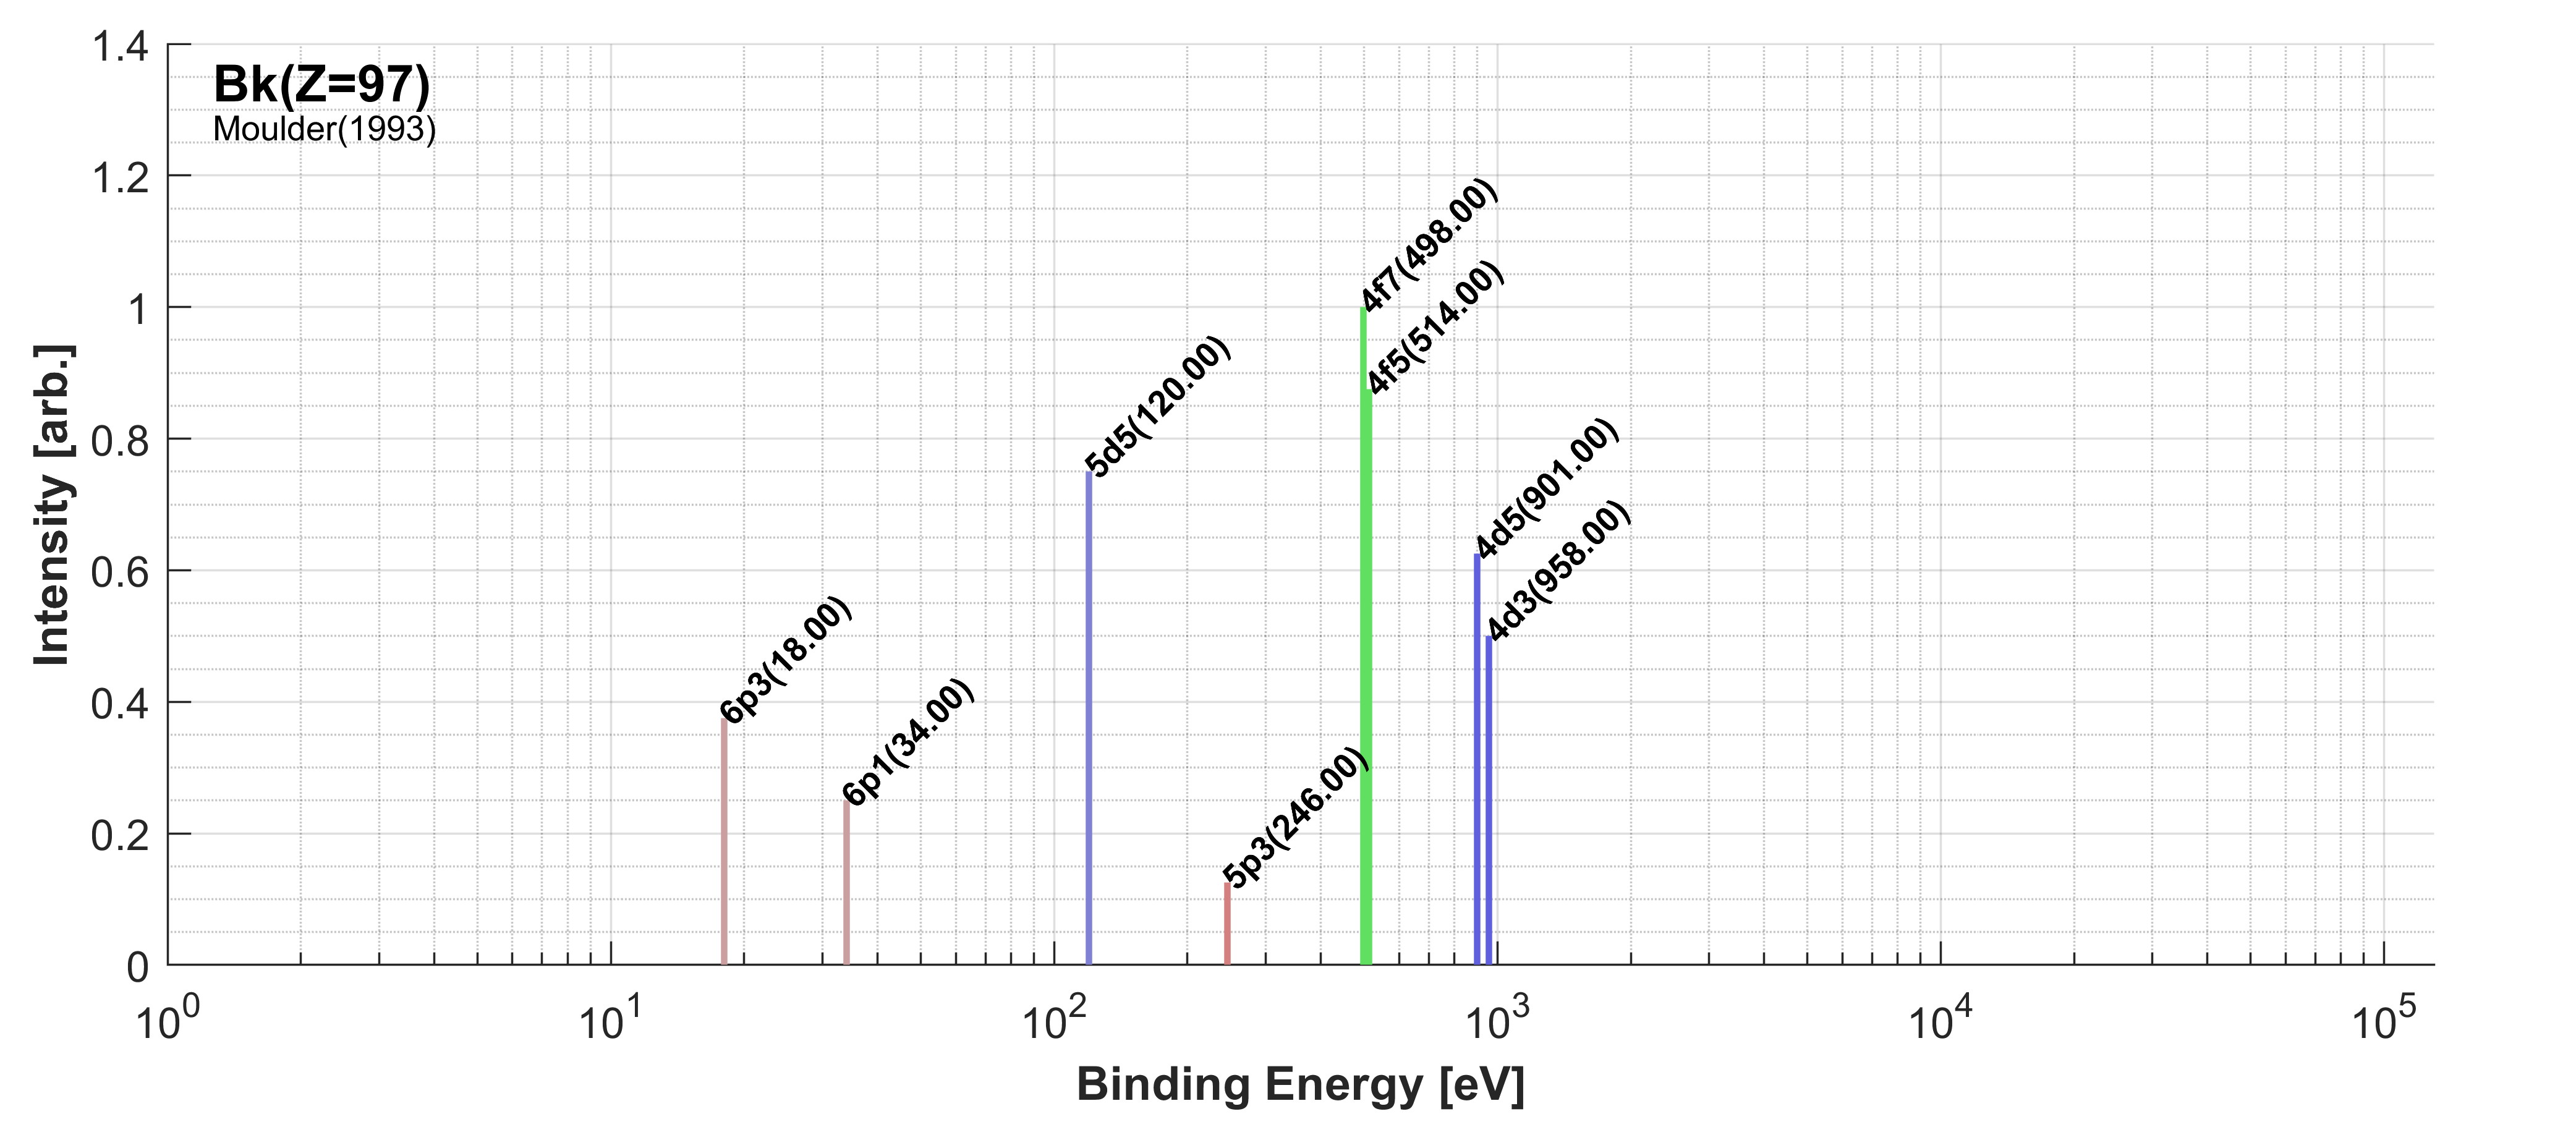 Bk(Z=97)
Moulder(1993)
1.4
1.2
1
0.8
0.6
0.4
0.2
0
Intensity [arb.]
4f7(498.00)
4f5(514.00)
5d5(120.00)
4d5(901.00)
4d3(958.00)
6p3(18.00)
6p1(34.00)
5p3(246.00)
10^0 10^1 10^2 10^3 10^4 10^5
Binding Energy [eV]